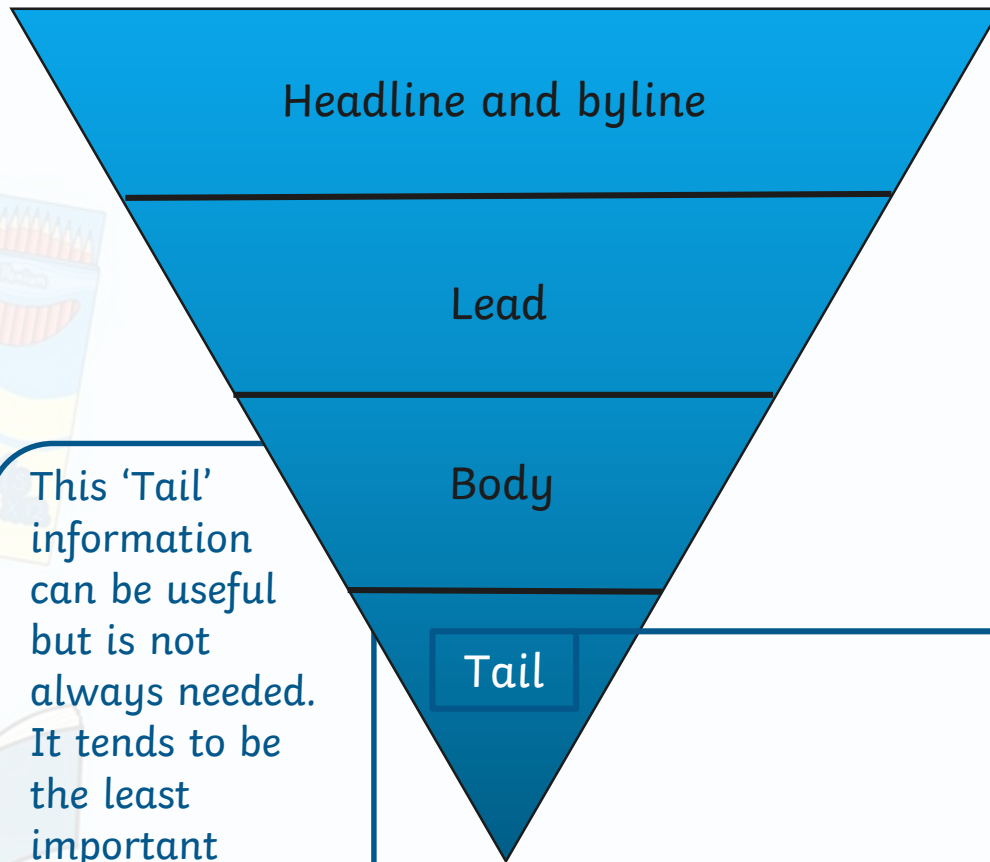 Headline and byline
Lead
Body
Tail
This ‘Tail’
information
can be useful
but is not
always needed.
It tends to be
the least
important